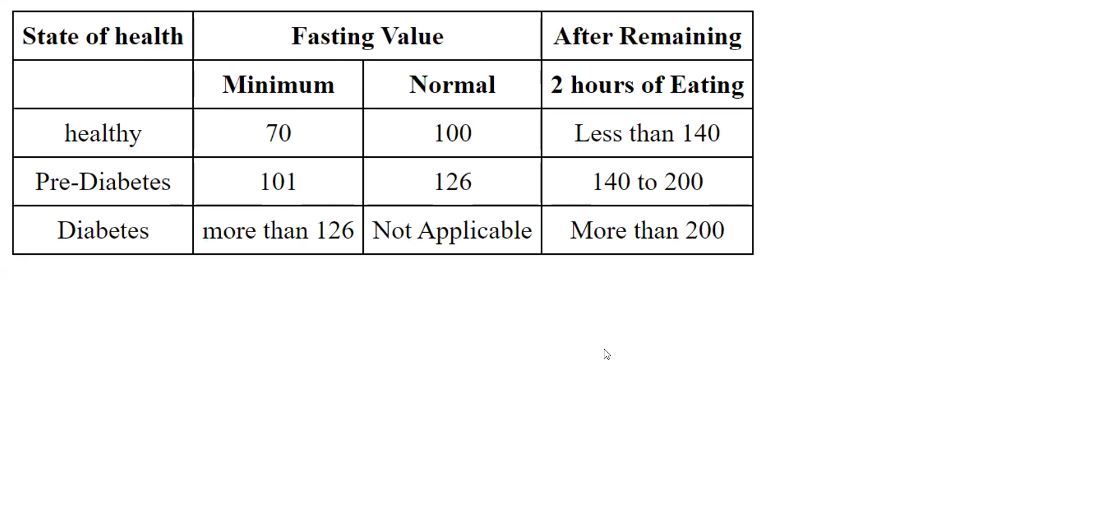 State of health Fasting Value After Remaining
Minimum Normal 2 hours of Eating
healthy 70 100 Less than 140
Pre-Diabetes 101 126 140 to 200
Diabetes more than 126 Not Applicable More than 200